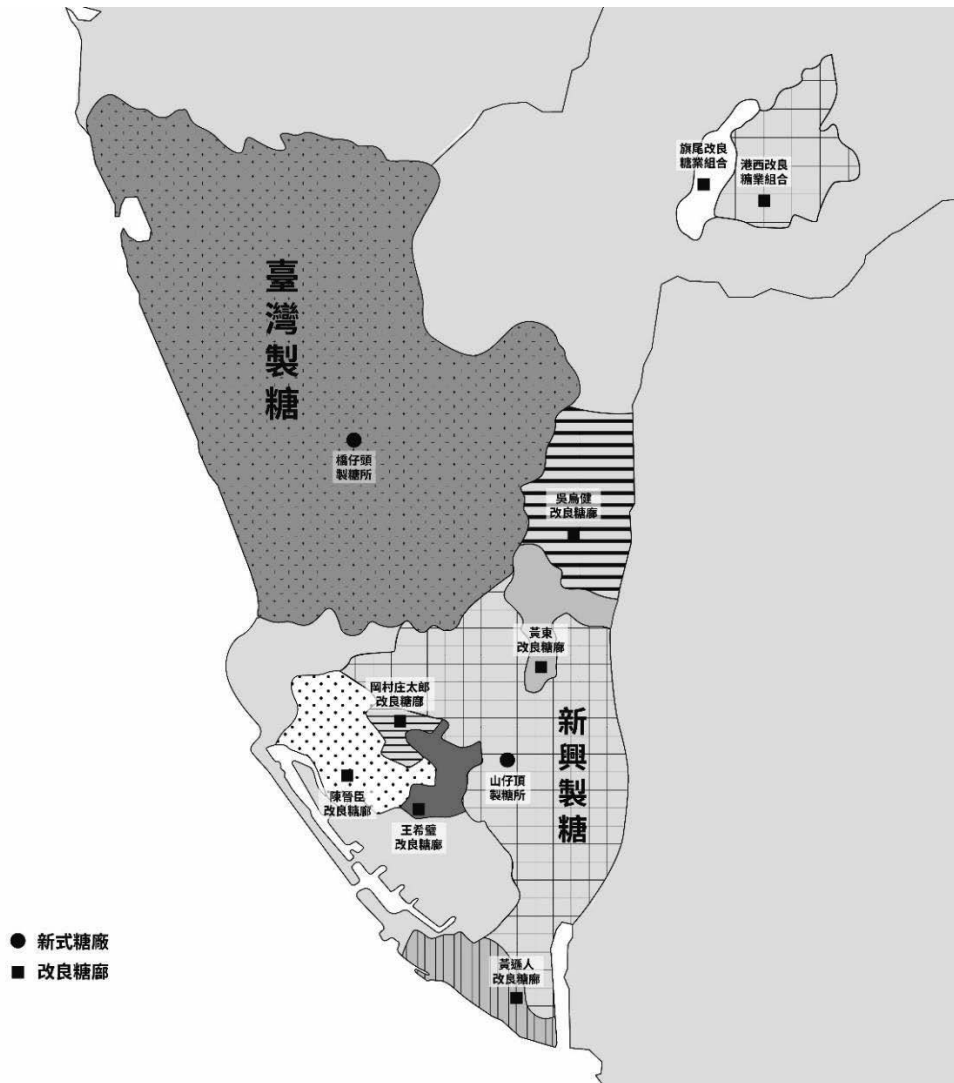 旗尾改良
糖業組合
港西改良
糖業組合
臺灣製糖
橋仔頭
製糖所
吳鳥健
改良糖廍
黃東
改良糖廍
岡村庄太郎
改良糖廍
新興製糖
山仔頂
製糖所
陳晉臣
改良糖廍
王希璧
改良糖廍
新式糖廠
改良糖廍
黃遜人
改良糖廍